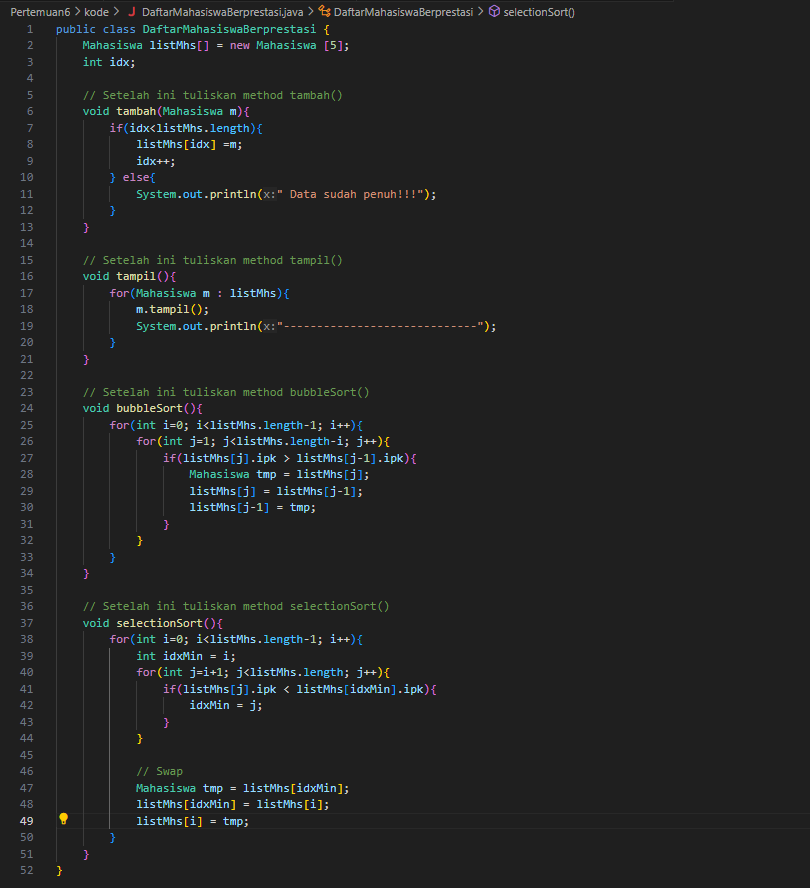 Pertemuan6 > kode > J DaftarMahasiswaBerprestasi.java > DaftarMahasiswaBerprestasi > selectionSort()
1 public class DaftarMahasiswaBerprestasi {
2     Mahasiswa listMhs[] = new Mahasiswa [5];
3     int idx;
4
5     // Setelah ini tuliskan method tambah()
6     void tambah(Mahasiswa m){
7         if(idx<listMhs.length){
8             listMhs[idx] =m;
9             idx++;
10         } else{
11             System.out.println(x:" Data sudah penuh!!!");
12         }
13     }
14
15     // Setelah ini tuliskan method tampil()
16     void tampil(){
17         for(Mahasiswa m : listMhs){
18             m.tampil();
19             System.out.println(x:"-----------------------------");
20         }
21     }
22
23     // Setelah ini tuliskan method bubbleSort()
24     void bubbleSort(){
25         for(int i=0; i<listMhs.length-1; i++){
26             for(int j=1; j<listMhs.length-i; j++){
27                 if(listMhs[j].ipk > listMhs[j-1].ipk){
28                     Mahasiswa tmp = listMhs[j];
29                     listMhs[j] = listMhs[j-1];
30                     listMhs[j-1] = tmp;
31                 }
32             }
33         }
34     }
35
36     // Setelah ini tuliskan method selectionSort()
37     void selectionSort(){
38         for(int i=0; i<listMhs.length-1; i++){
39             int idxMin = i;
40             for(int j=i+1; j<listMhs.length; j++){
41                 if(listMhs[j].ipk < listMhs[idxMin].ipk){
42                     idxMin = j;
43                 }
44             }
45
46             // Swap
47             Mahasiswa tmp = listMhs[idxMin];
48             listMhs[idxMin] = listMhs[i];
49             listMhs[i] = tmp;
50         }
51     }
52 }